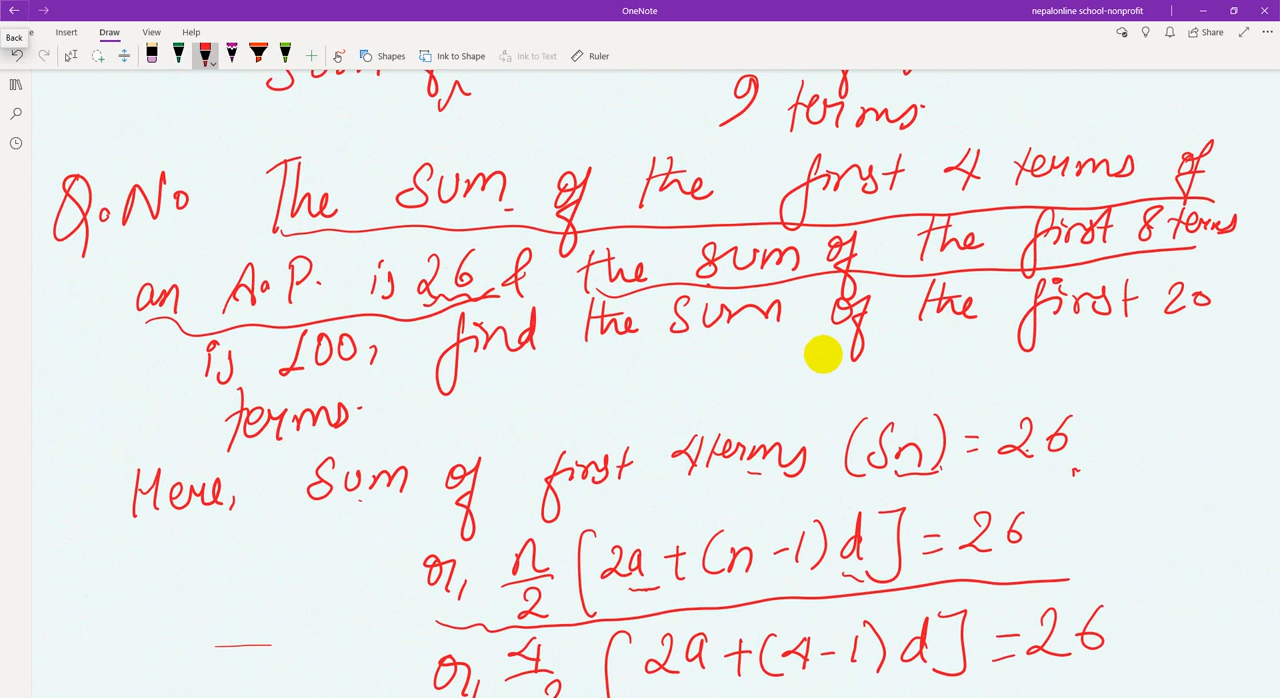 OneNote
nepalonline school-nonprofit
Back
Insert Draw View Help
Shapes Ink to Shape Ink to Text Ruler
Share
9 terms.
Q.No The sum of the first 4 terms of
an A.P. is 26 & the sum of the first 8 terms
is 100, find the sum of the first 20
terms.
Here, Sum of first 4 terms (Sn) = 26
or, n/2 [2a + (n - 1) d] = 26
or, 4/2 [2a + (4 - 1) d] = 26